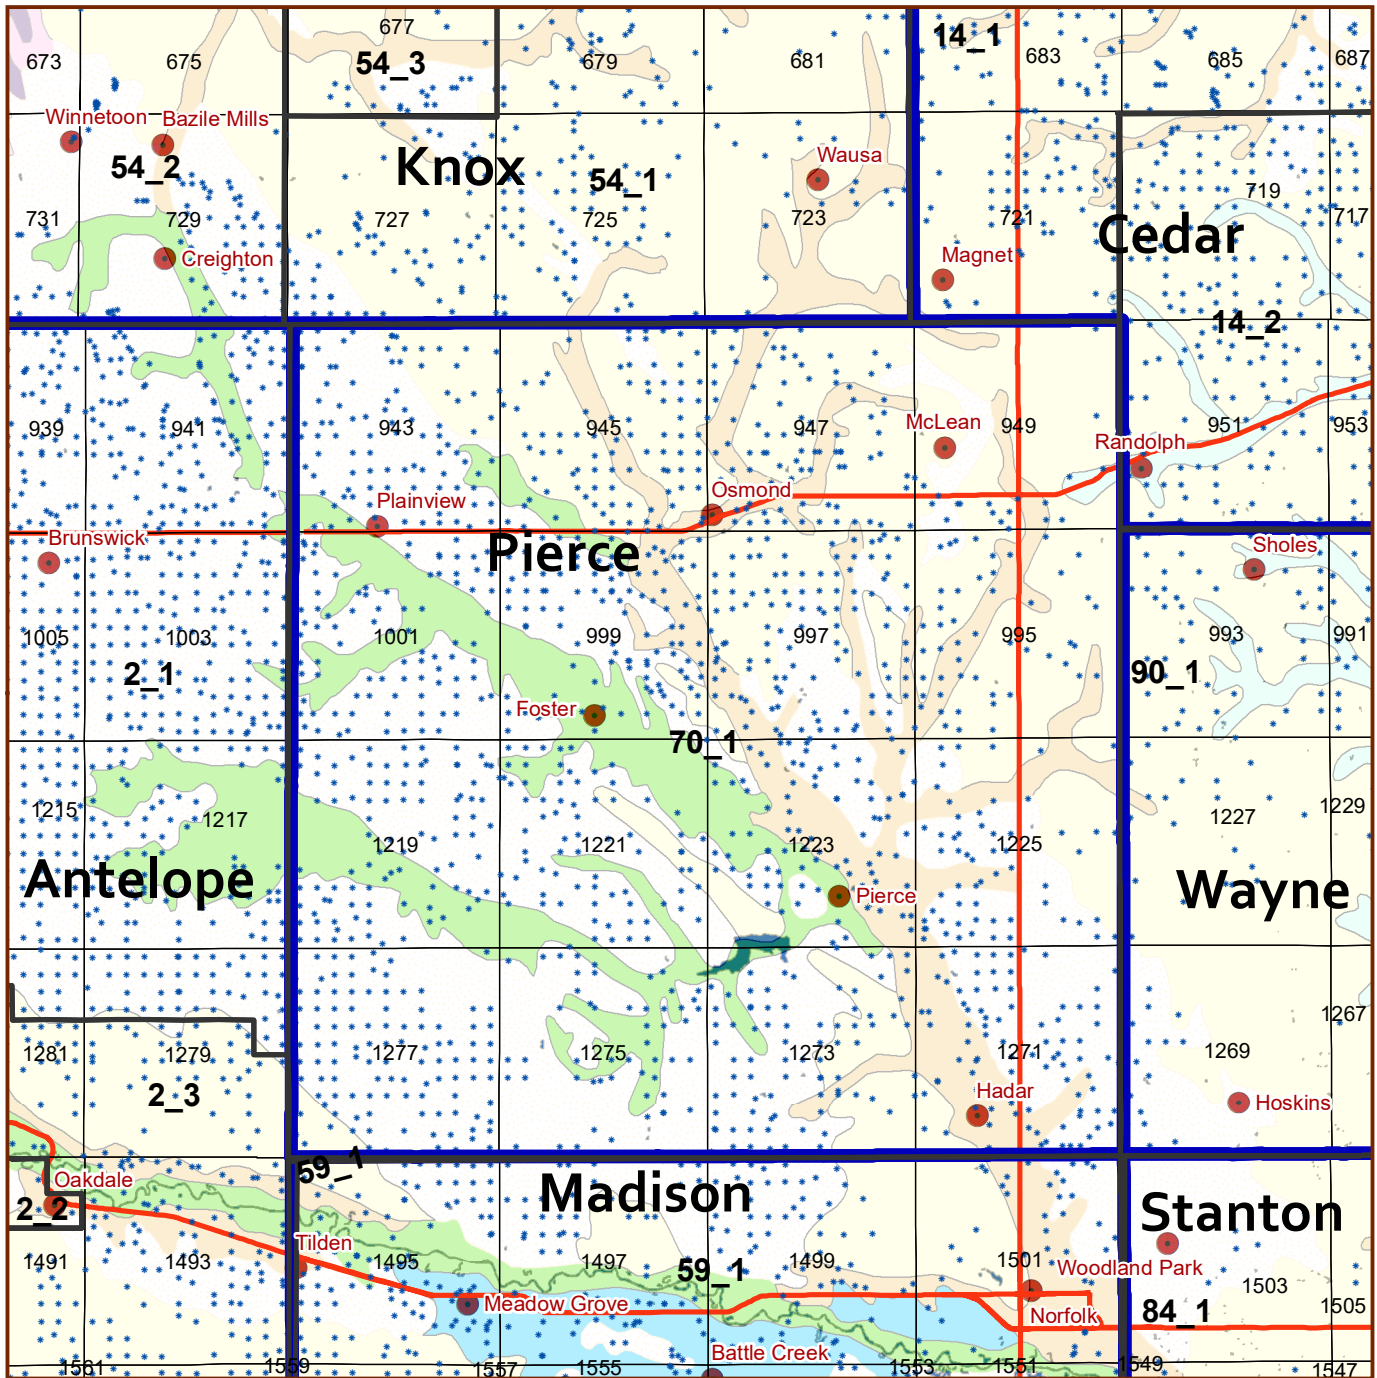 677
14_1
673
675
54_3
679
681
683
685
687
Winnetoon
Bazile Mills
54_2
Knox
54_1
Wausa
719
731
729
727
725
723
721
717
Cedar
Creighton
Magnet
14_2
939
941
943
945
947
McLean
949
951
953
Randolph
Plainview
Osmond
Brunswick
Pierce
Sholes
1005
1003
1001
999
997
995
993
991
2_1
90_1
Foster
70_1
1215
1217
1227
1229
1219
1221
1223
1225
Antelope
Pierce
Wayne
1267
1281
1279
1277
1275
1273
1271
1269
2_3
Hadar
Hoskins
59_1
Oakdale
Madison
2_2
Stanton
Tilden
1491
1493
1495
1497
59_1
1499
1501
Woodland Park
1503
Meadow Grove
Norfolk
84_1
1505
Battle Creek
1561
1559
1557
1555
1553
1551
1549
1547